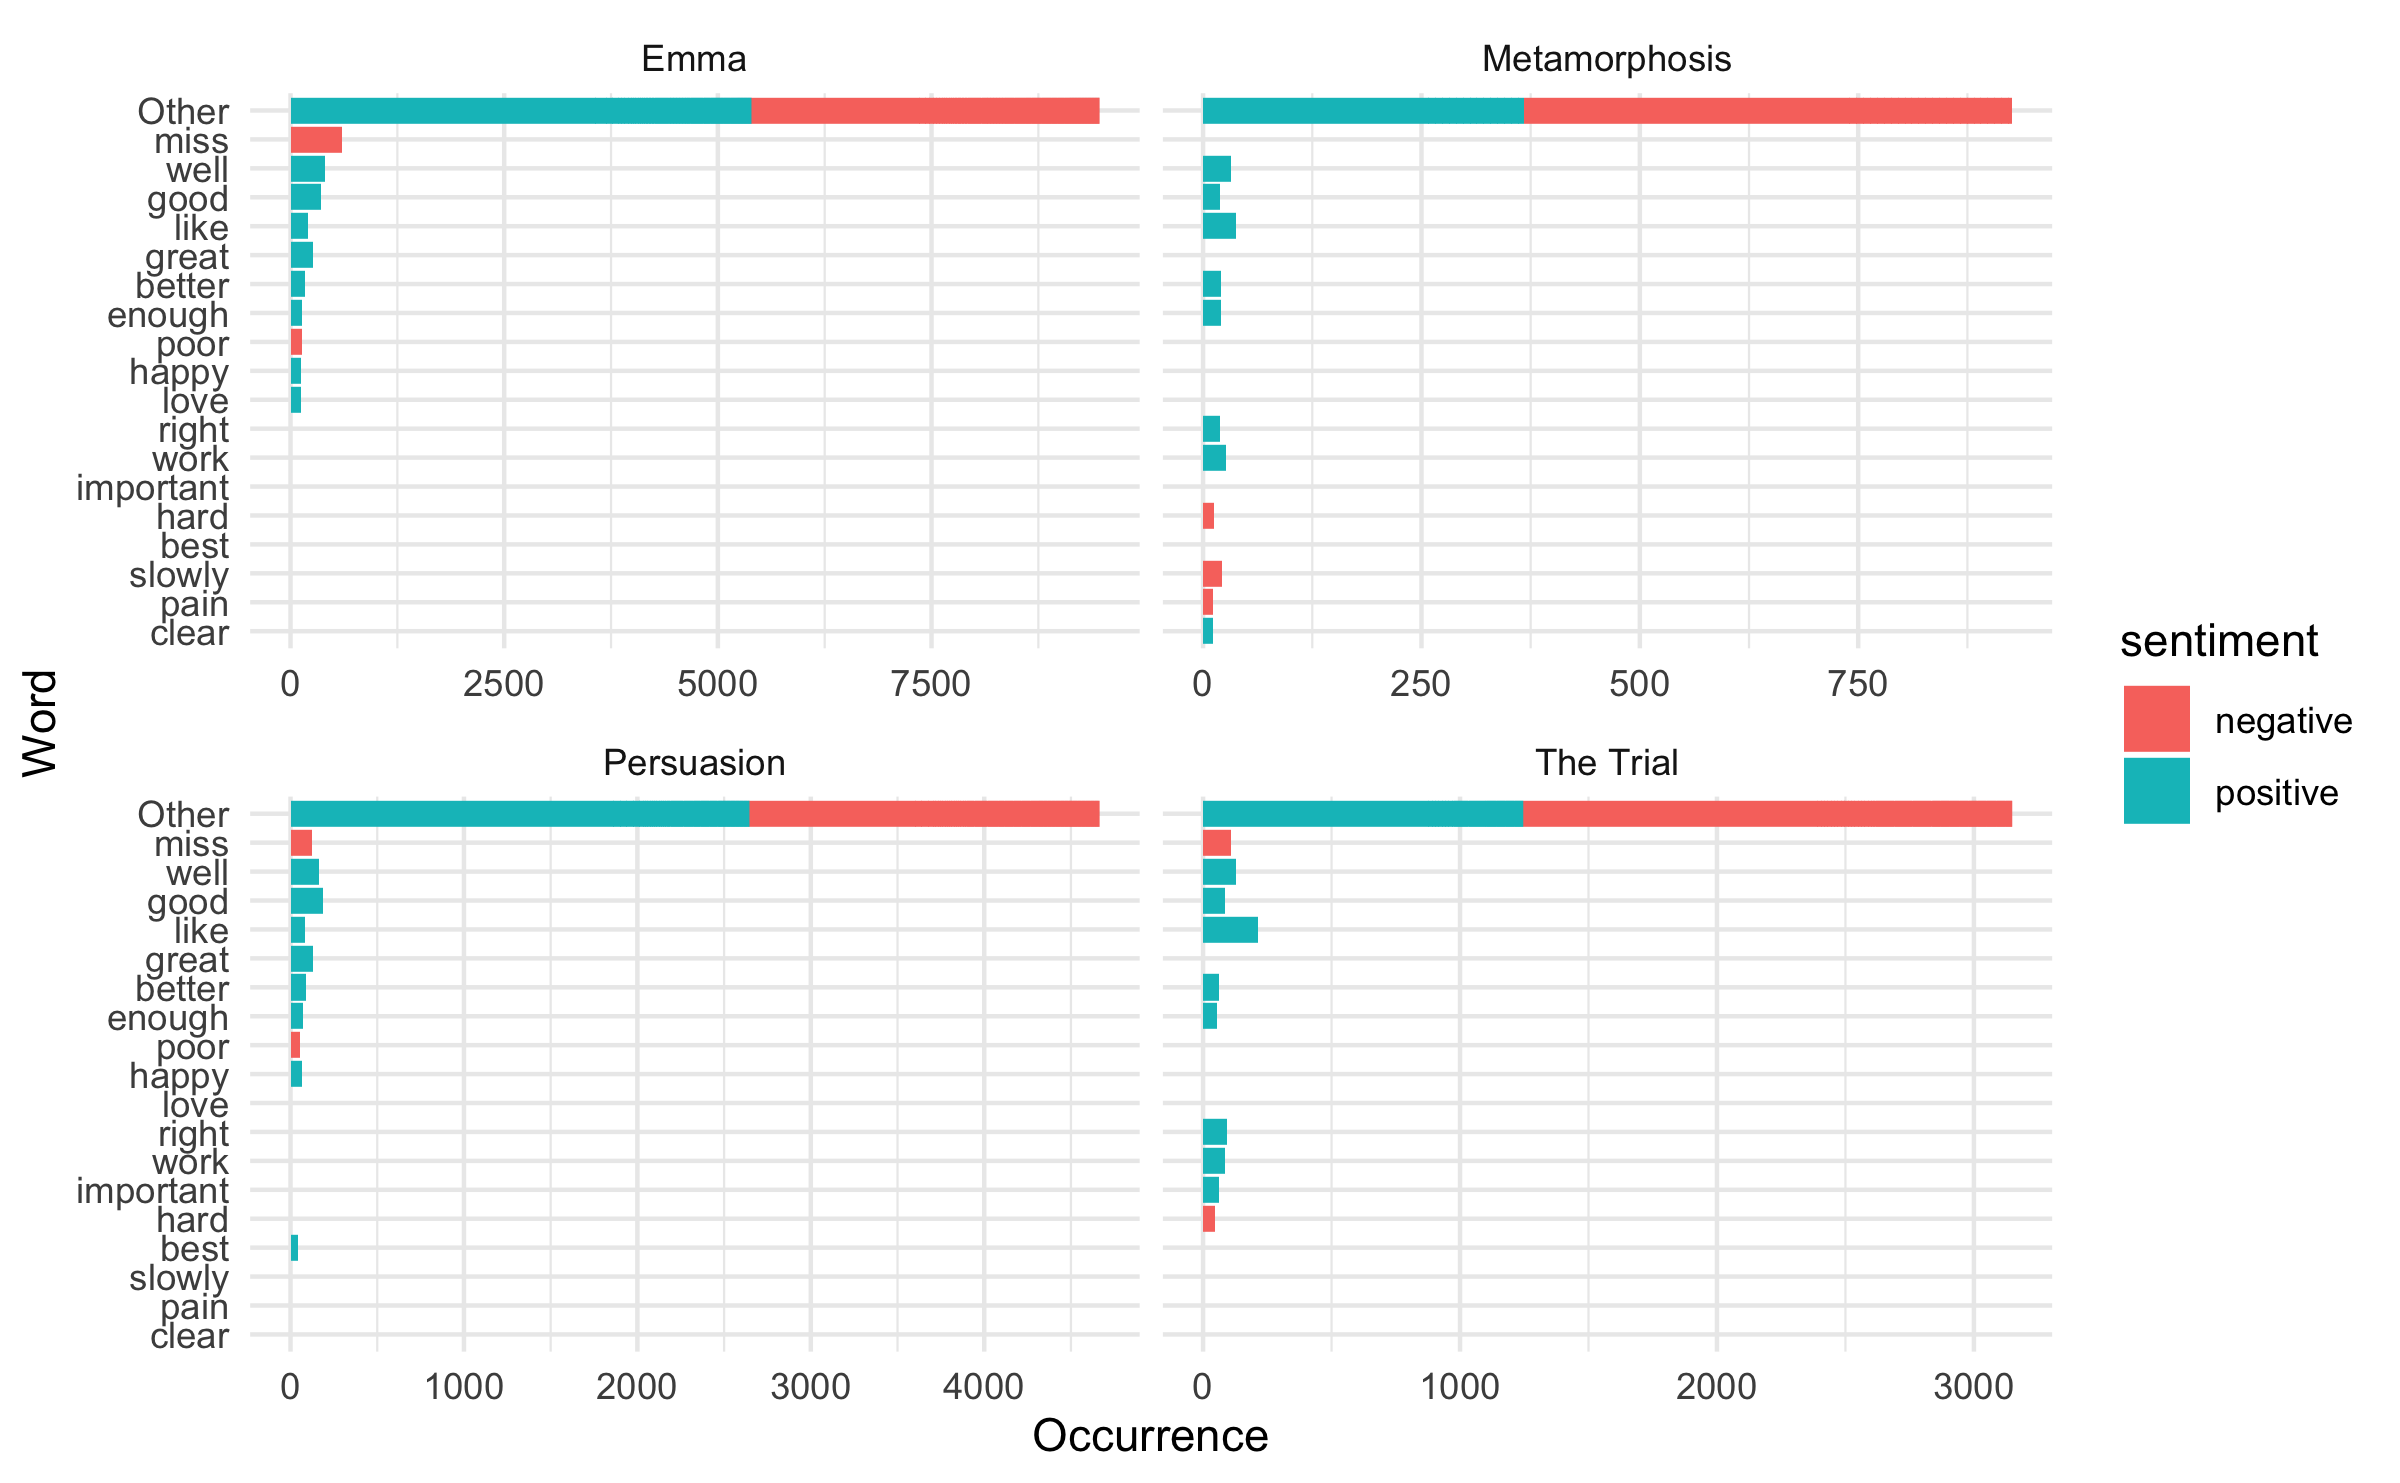 Emma
Metamorphosis
Other
miss
well
good
like
great
better
enough
poor
happy
love
right
work
important
hard
best
slowly
pain
clear
0 2500 5000 7500
0 250 500 750
Word
Persuasion
The Trial
Other
miss
well
good
like
great
better
enough
poor
happy
love
right
work
important
hard
best
slowly
pain
clear
0 1000 2000 3000 4000
0 1000 2000 3000
Occurrence
sentiment
negative
positive